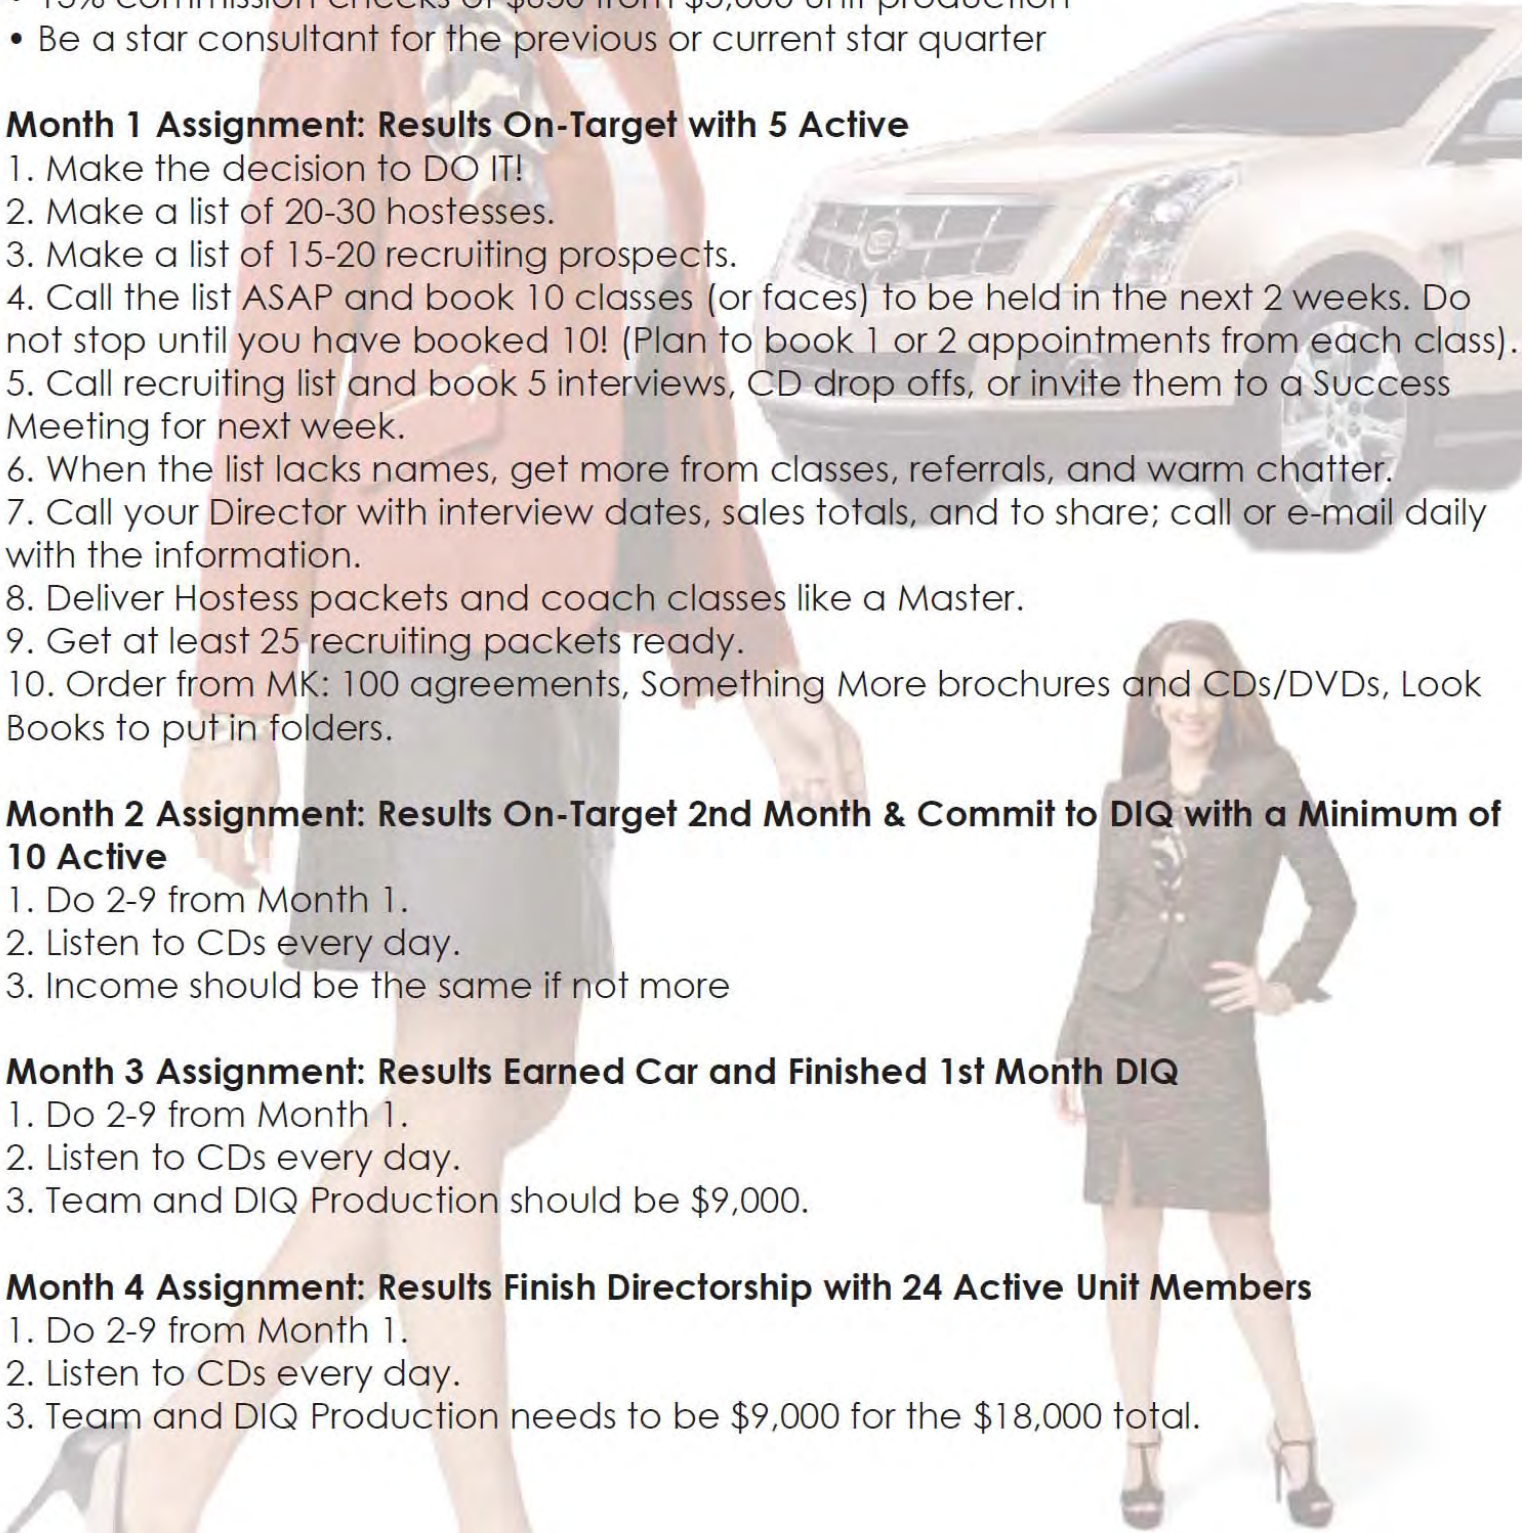 commission checks of from unit production
• Be a star consultant for the previous or current star quarter
Month 1 Assignment: Results On-Target with 5 Active
1. Make the decision to DO IT!
2. Make a list of 20-30 hostesses.
3. Make a list of 15-20 recruiting prospects.
4. Call the list ASAP and book 10 classes (or faces) to be held in the next 2 weeks. Do
not stop until you have booked 10! (Plan to book 1 or 2 appointments from each class).
5. Call recruiting list and book 5 interviews, CD drop offs, or invite them to a Success
Meeting for next week.
6. When the list lacks names, get more from classes, referrals, and warm chatter.
7. Call your Director with interview dates, sales totals, and to share; call or e-mail daily
with the information.
8. Deliver Hostess packets and coach classes like a Master.
9. Get at least 25 recruiting packets ready.
10. Order from MK: 100 agreements, Something More brochures and CDs/DVDs, Look
Books to put in folders.
Month 2 Assignment: Results On-Target 2nd Month & Commit to DIQ with a Minimum of
10 Active
1. Do 2-9 from Month 1.
2. Listen to CDs every day.
3. Income should be the same if not more
Month 3 Assignment: Results Earned Car and Finished 1st Month DIQ
1. Do 2-9 from Month 1.
2. Listen to CDs every day.
3. Team and DIQ Production should be $9,000.
Month 4 Assignment: Results Finish Directorship with 24 Active Unit Members
1. Do 2-9 from Month 1.
2. Listen to CDs every day.
3. Team and DIQ Production needs to be $9,000 for the $18,000 total.